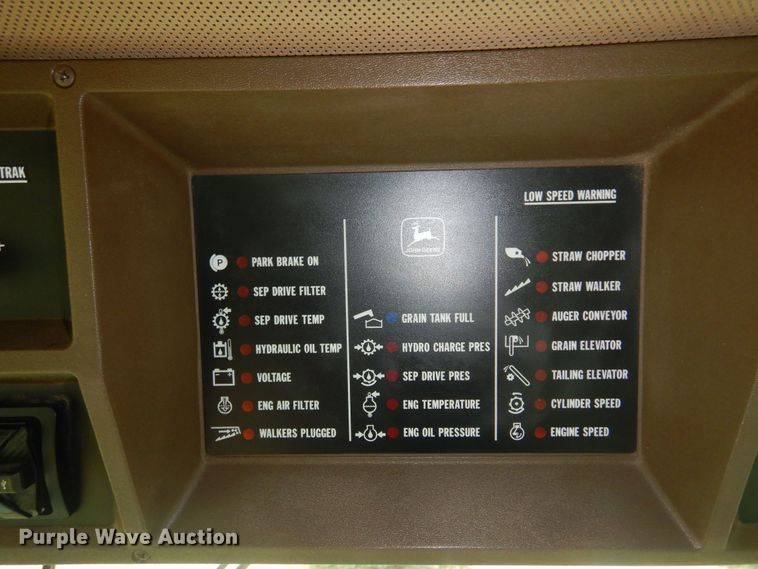 TRAK
+
PARK BRAKE ON
SEP DRIVE FILTER
SEP DRIVE TEMP
HYDRAULIC OIL TEMP
VOLTAGE
ENG AIR FILTER
WALKERS PLUGGED
JOHN DEERE
GRAIN TANK FULL
HYDRO CHARGE PRES
SEP DRIVE PRES
ENG TEMPERATURE
ENG OIL PRESSURE
LOW SPEED WARNING
STRAW CHOPPER
STRAW WALKER
AUGER CONVEYOR
GRAIN ELEVATOR
TAILING ELEVATOR
CYLINDER SPEED
ENGINE SPEED
Purple Wave Auction